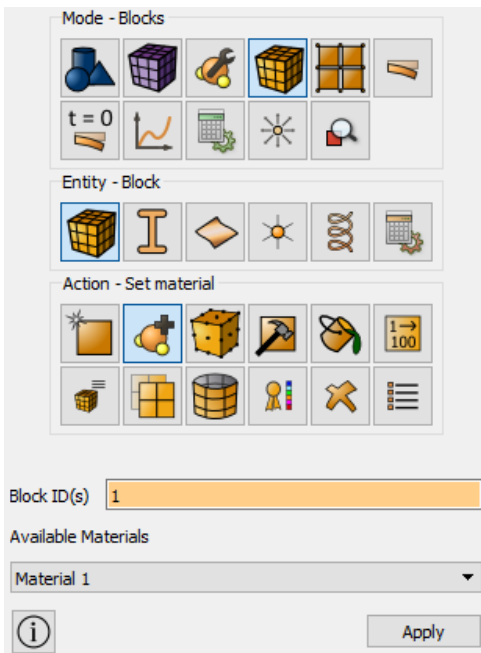 Mode - Blocks
t = 0
Entity - Block
Action - Set material
1→
100
Block ID(s) 1
Available Materials
Material 1
i
Apply